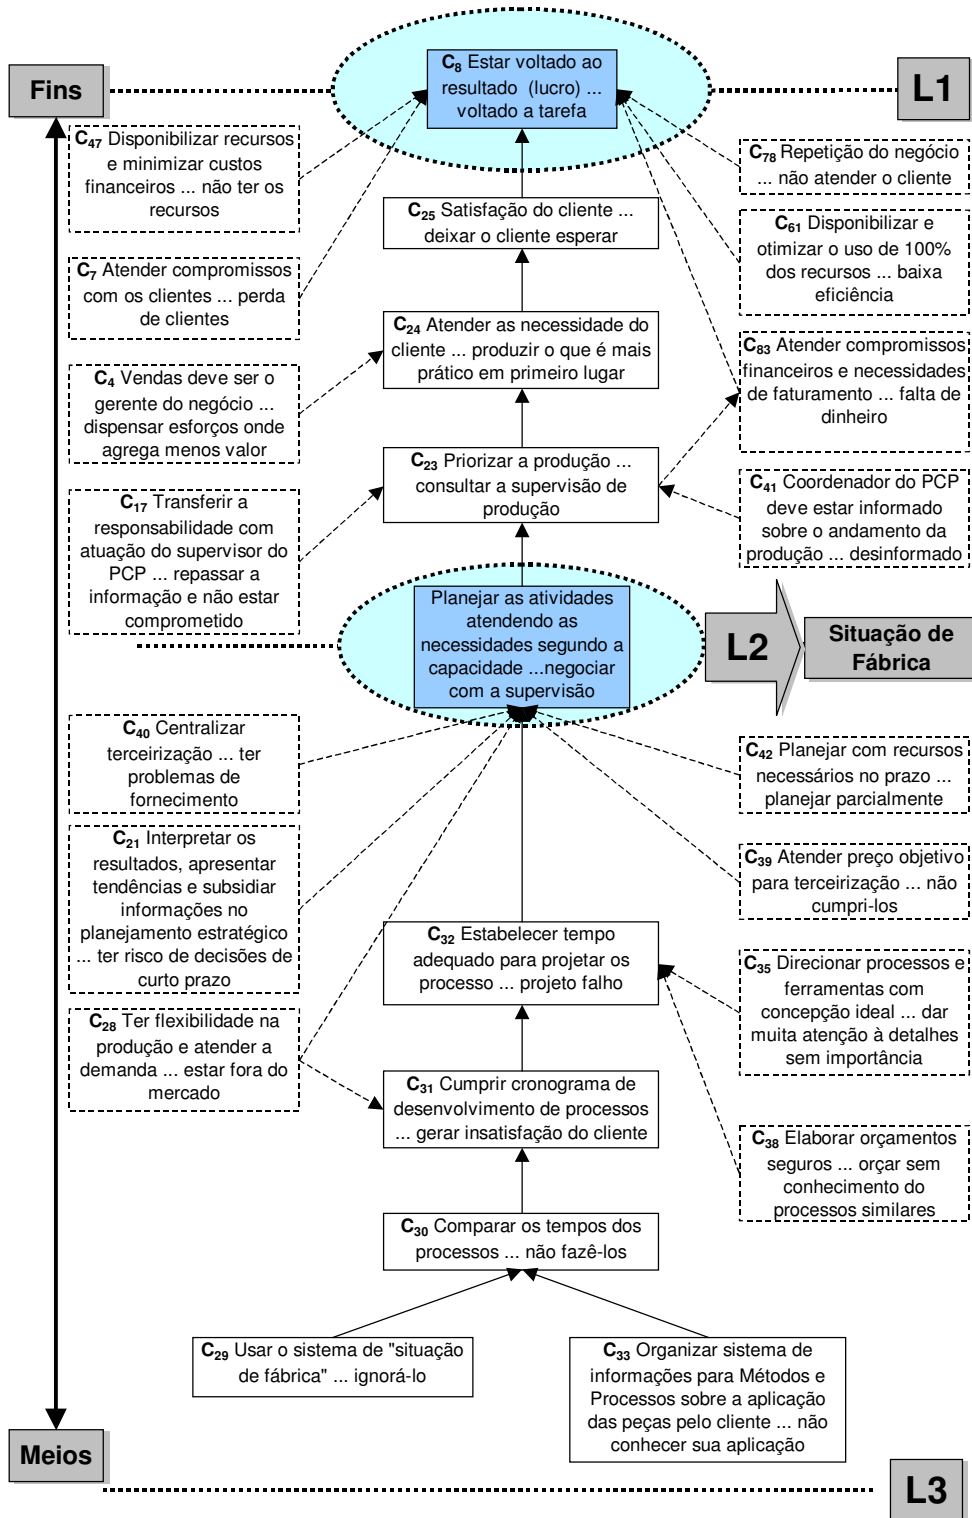 Fins
C8 Estar voltado ao
resultado (lucro) ...
voltado a tarefa
L1
C47 Disponibilizar recursos
e minimizar custos
financeiros ... não ter os
recursos
C78 Repetição do negócio
... não atender o cliente
C25 Satisfação do cliente ...
deixar o cliente esperar
C61 Disponibilizar e
otimizar o uso de 100%
dos recursos ... baixa
eficiência
C7 Atender compromissos
com os clientes ... perda
de clientes
C24 Atender as necessidade do
cliente ... produzir o que é mais
prático em primeiro lugar
C83 Atender compromissos
financeiros e necessidades
de faturamento ... falta de
dinheiro
C4 Vendas deve ser o
gerente do negócio ...
dispensar esforços onde
agrega menos valor
C23 Priorizar a produção ...
consultar a supervisão de
produção
C41 Coordenador do PCP
deve estar informado
sobre o andamento da
produção ... desinformado
C17 Transferir a
responsabilidade com
atuação do supervisor do
PCP ... repassar a
informação e não estar
comprometido
Planejar as atividades
atendendo as
necessidades segundo a
capacidade ...negociar
com a supervisão
L2
Situação de
Fábrica
C40 Centralizar
terceirização ... ter
problemas de
fornecimento
C42 Planejar com recursos
necessários no prazo ...
planejar parcialmente
C21 Interpretar os
resultados, apresentar
tendências e subsidiar
informações no
planejamento estratégico
... ter risco de decisões de
curto prazo
C39 Atender preço objetivo
para terceirização ... não
cumpri-los
C32 Estabelecer tempo
adequado para projetar os
processo ... projeto falho
C35 Direcionar processos e
ferramentas com
concepção ideal ... dar
muita atenção à detalhes
sem importância
C28 Ter flexibilidade na
produção e atender a
demanda ... estar fora do
mercado
C31 Cumprir cronograma de
desenvolvimento de processos
... gerar insatisfação do cliente
C38 Elaborar orçamentos
seguros ... orçar sem
conhecimento do
processos similares
C30 Comparar os tempos dos
processos ... não fazê-los
C29 Usar o sistema de "situação
de fábrica" ... ignorá-lo
C33 Organizar sistema de
informações para Métodos e
Processos sobre a aplicação
das peças pelo cliente ... não
conhecer sua aplicação
Meios
L3